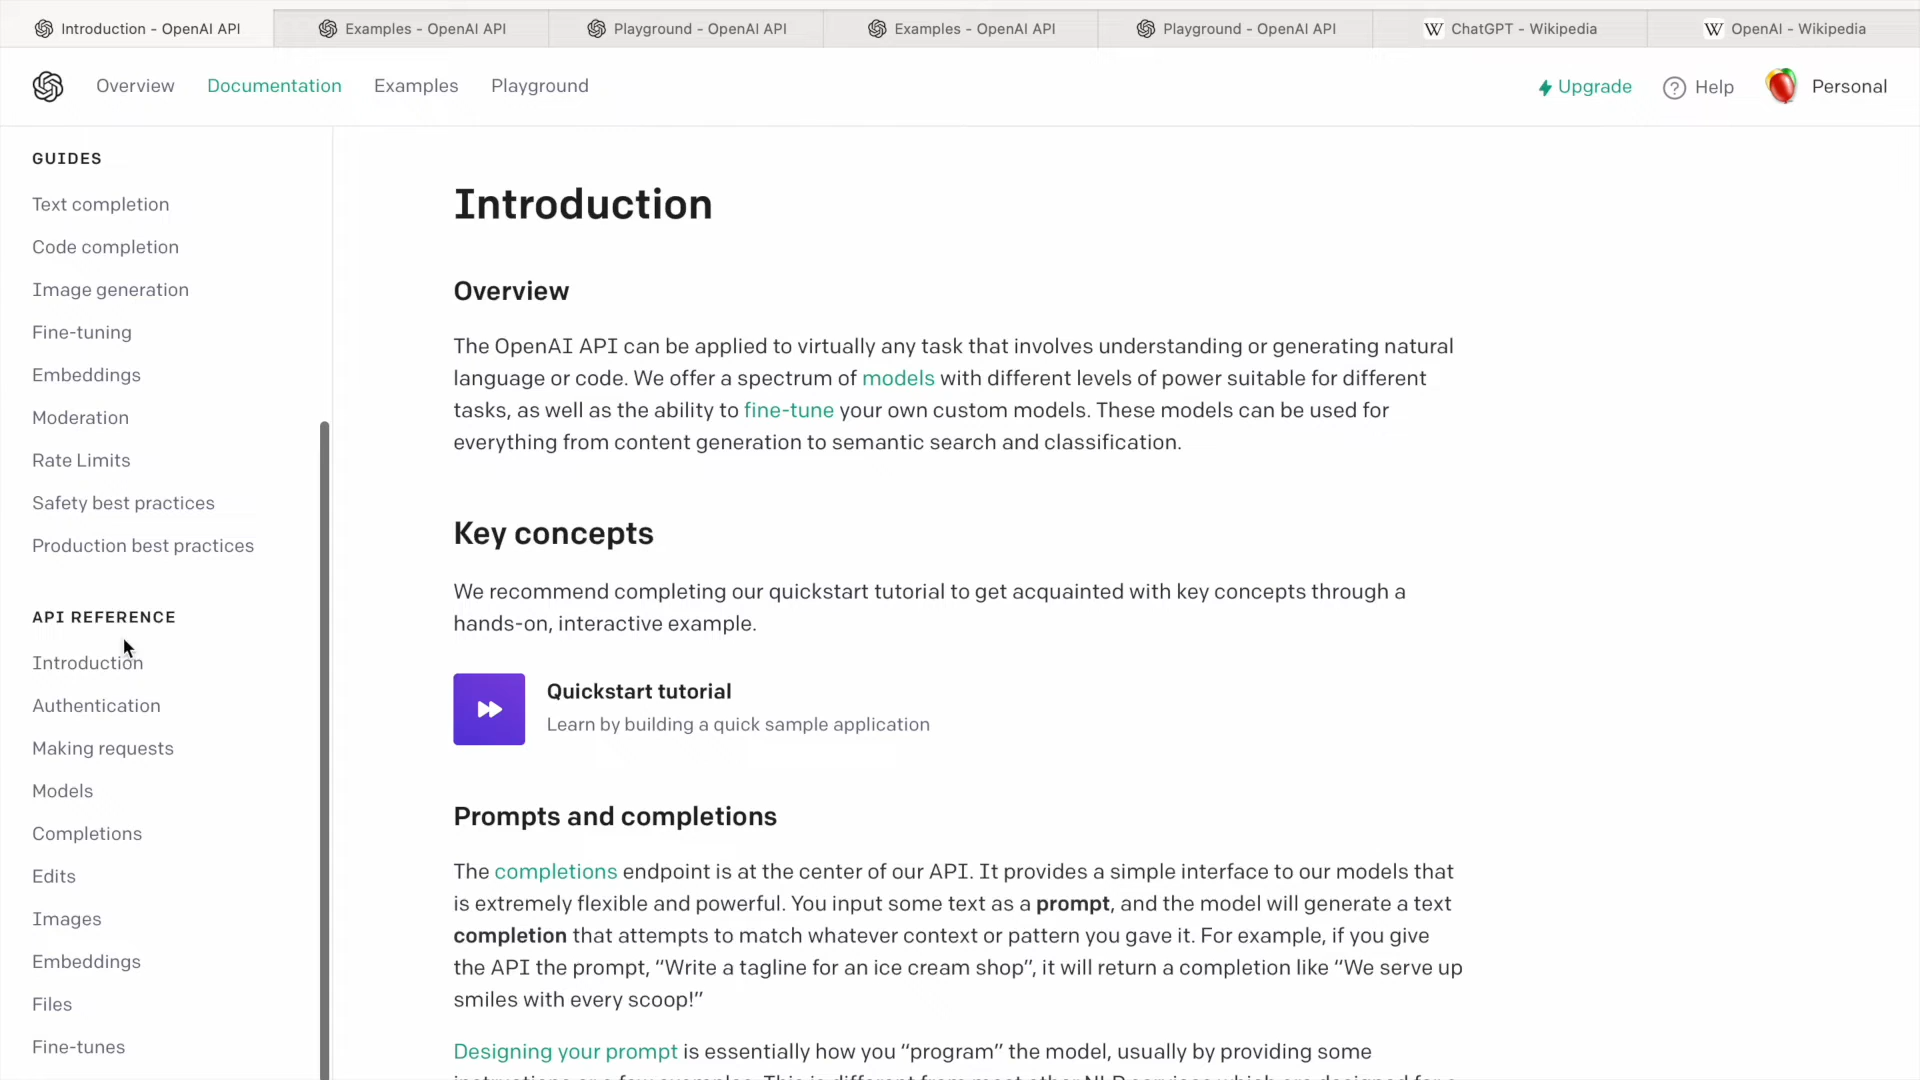 Introduction - OpenAI API
Examples - OpenAI API
Playground - OpenAI API
Examples - OpenAI API
Playground - OpenAI API
W ChatGPT - Wikipedia
W OpenAI - Wikipedia
Overview
Documentation
Examples
Playground
Upgrade
? Help
Personal
GUIDES
Text completion
Code completion
Image generation
Fine-tuning
Embeddings
Moderation
Rate Limits
Safety best practices
Production best practices
API REFERENCE
Introduction
Authentication
Making requests
Models
Completions
Edits
Images
Embeddings
Files
Fine-tunes
Introduction
Overview
The OpenAI API can be applied to virtually any task that involves understanding or generating natural
language or code. We offer a spectrum of models with different levels of power suitable for different
tasks, as well as the ability to fine-tune your own custom models. These models can be used for
everything from content generation to semantic search and classification.
Key concepts
We recommend completing our quickstart tutorial to get acquainted with key concepts through a
hands-on, interactive example.
Quickstart tutorial
Learn by building a quick sample application
Prompts and completions
The completions endpoint is at the center of our API. It provides a simple interface to our models that
is extremely flexible and powerful. You input some text as a prompt, and the model will generate a text
completion that attempts to match whatever context or pattern you gave it. For example, if you give
the API the prompt, “Write a tagline for an ice cream shop”, it will return a completion like “We serve up
smiles with every scoop!”
Designing your prompt is essentially how you “program” the model, usually by providing some